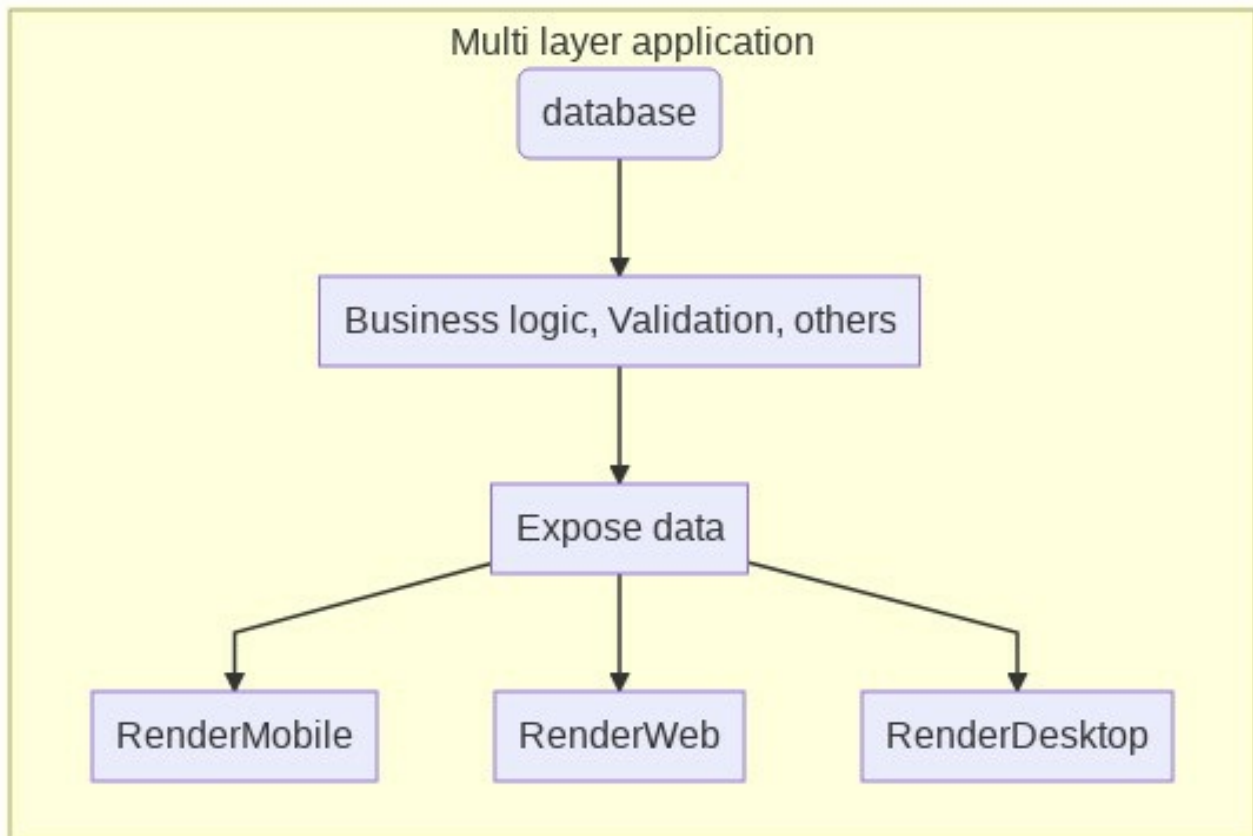 Multi layer application
database
Business logic, Validation, others
Expose data
RenderMobile
RenderWeb
RenderDesktop